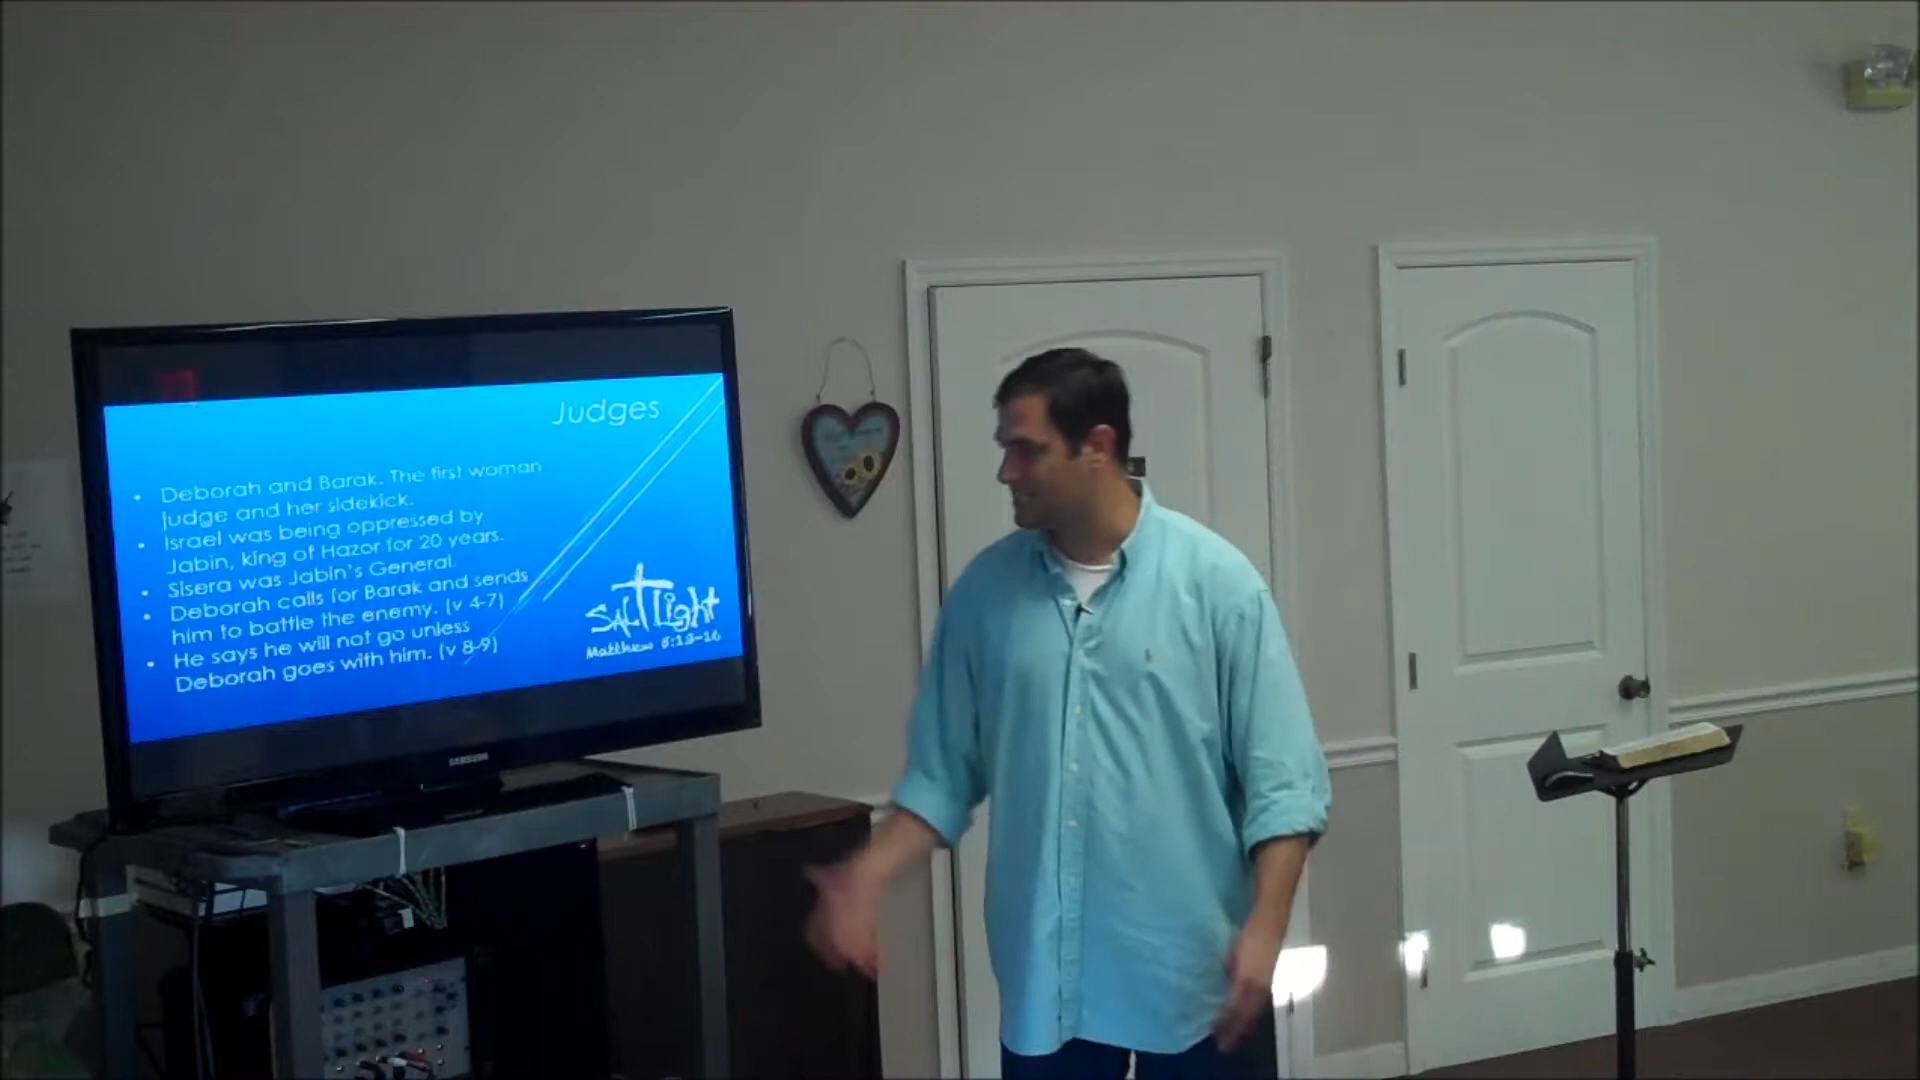 Judges
• Deborah and Barak. The first woman
judge and her sidekick.
• Israel was being oppressed by
Jabin, king of Hazor for 20 years.
• Sisera was Jabin's General.
• Deborah calls for Barak and sends
him to battle the enemy. (v 4-7)
• He says he will not go unless
Deborah goes with him. (v 8-9)
SALTLight
Matthew 5:13-16
SAMSUNG